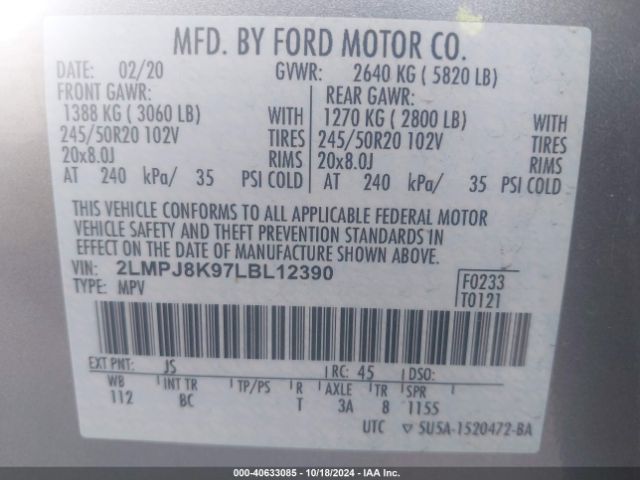 MFD. BY FORD MOTOR CO.
DATE: 02/20 GVWR: 2640 KG ( 5820 LB)
FRONT GAWR: REAR GAWR:
1388 KG ( 3060 LB) WITH 1270 KG ( 2800 LB) WITH
245/50R20 102V TIRES 245/50R20 102V TIRES
20x8.0J RIMS 20x8.0J RIMS
AT 240 kPa/ 35 PSI COLD AT 240 kPa/ 35 PSI COLD
THIS VEHICLE CONFORMS TO ALL APPLICABLE FEDERAL MOTOR
VEHICLE SAFETY AND THEFT PREVENTION STANDARDS IN
EFFECT ON THE DATE OF MANUFACTURE SHOWN ABOVE.
VIN: 2LMPJ8K97LBL12390 F0233
TYPE: MPV T0121
EXT PNT: JS RC: 45 DSO:
WB INT TR TP/PS R AXLE TR SPR
112 BC T 3A 8 1155
UTC ▽ SU5A-1520472-BA
000-40633085 - 10/18/2024 - IAA Inc.